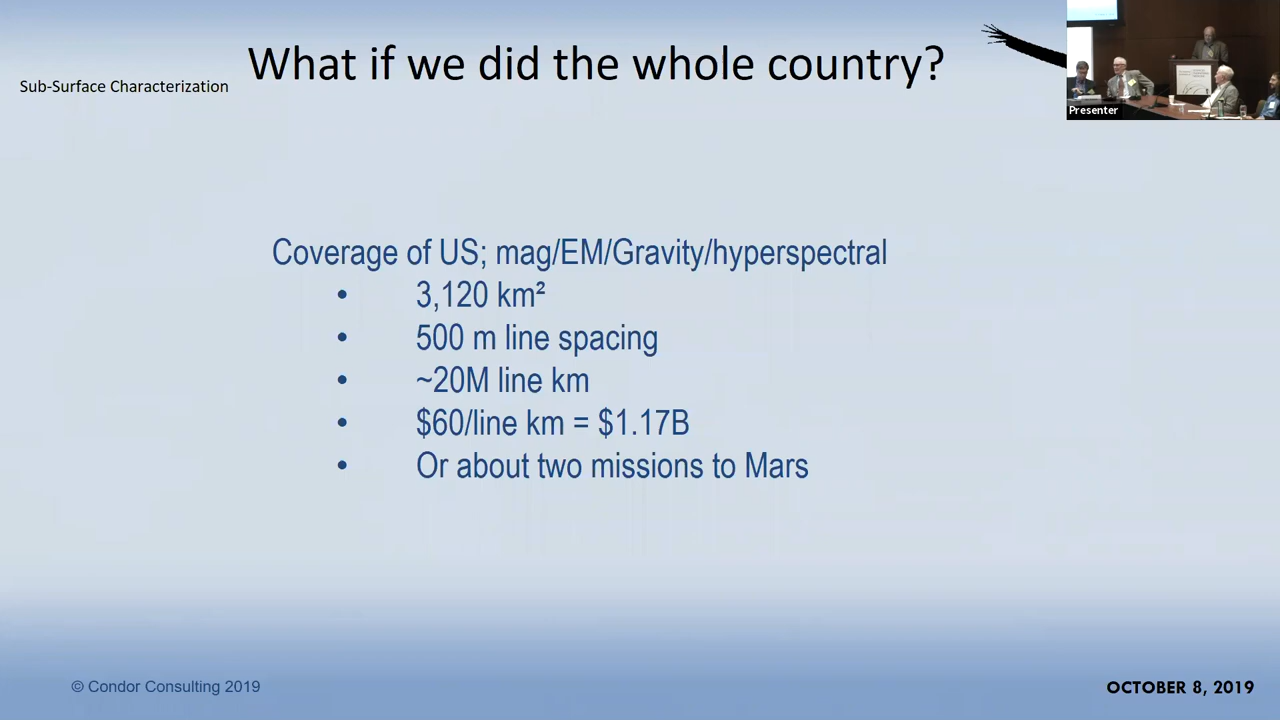 What if we did the whole country?
Sub-Surface Characterization
Presenter
Coverage of US; mag/EM/Gravity/hyperspectral
• 3,120 km²
• 500 m line spacing
• ~20M line km
• $60/line km = $1.17B
• Or about two missions to Mars
© Condor Consulting 2019
OCTOBER 8, 2019